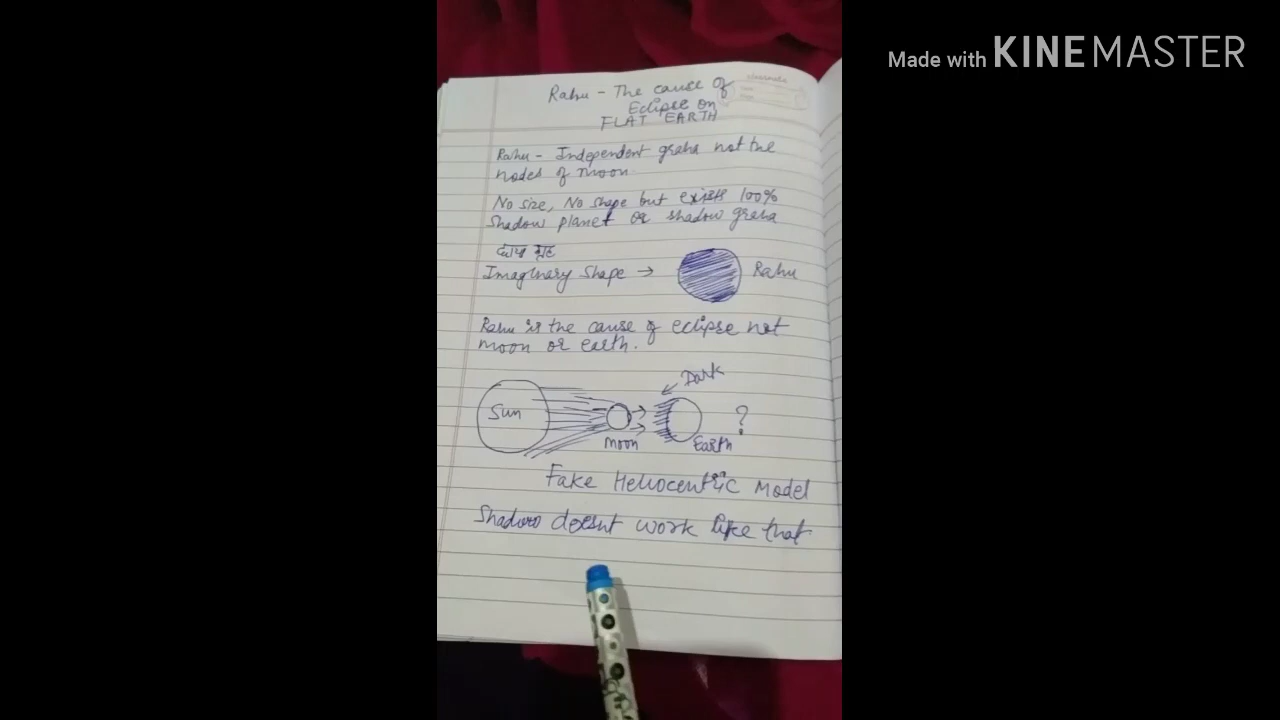 Made with KINEMASTER
Rahu - The cause of
Eclipse on
FLAT EARTH
Rahu - Independent graha not the
nodes of moon
No size, No shape but exists 100%
Shadow planet or shadow graha
छाया ग्रह
Imaginary Shape → Rahu
Rahu is the cause of eclipse not
moon or earth.
Dark
Sun
Moon
Earth
?
Fake Heliocentric Model
Shadow doesnt work like that